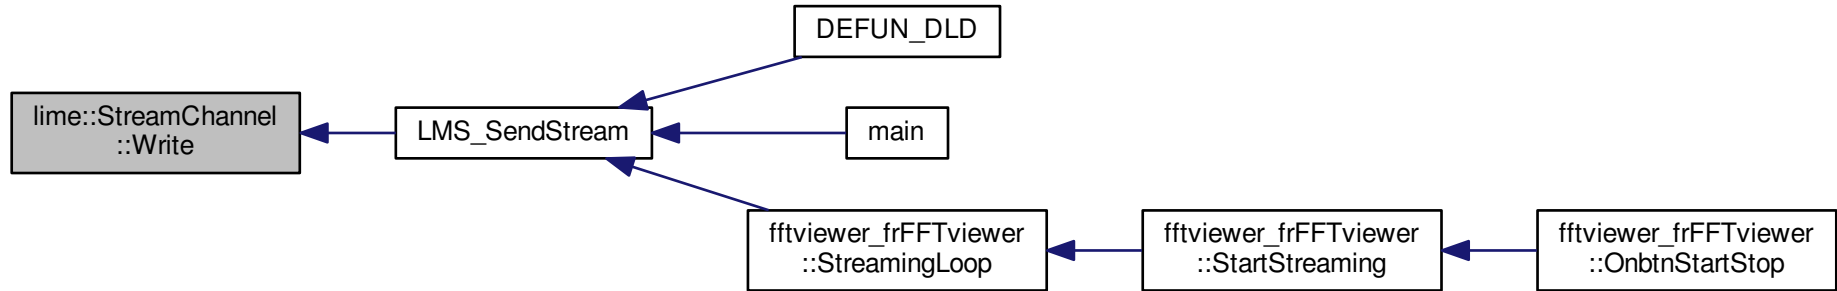 DEFUN_DLD
lime::StreamChannel
::Write
LMS_SendStream
main
fftviewer_frFFTviewer
::StreamingLoop
fftviewer_frFFTviewer
::StartStreaming
fftviewer_frFFTviewer
::OnbtnStartStop